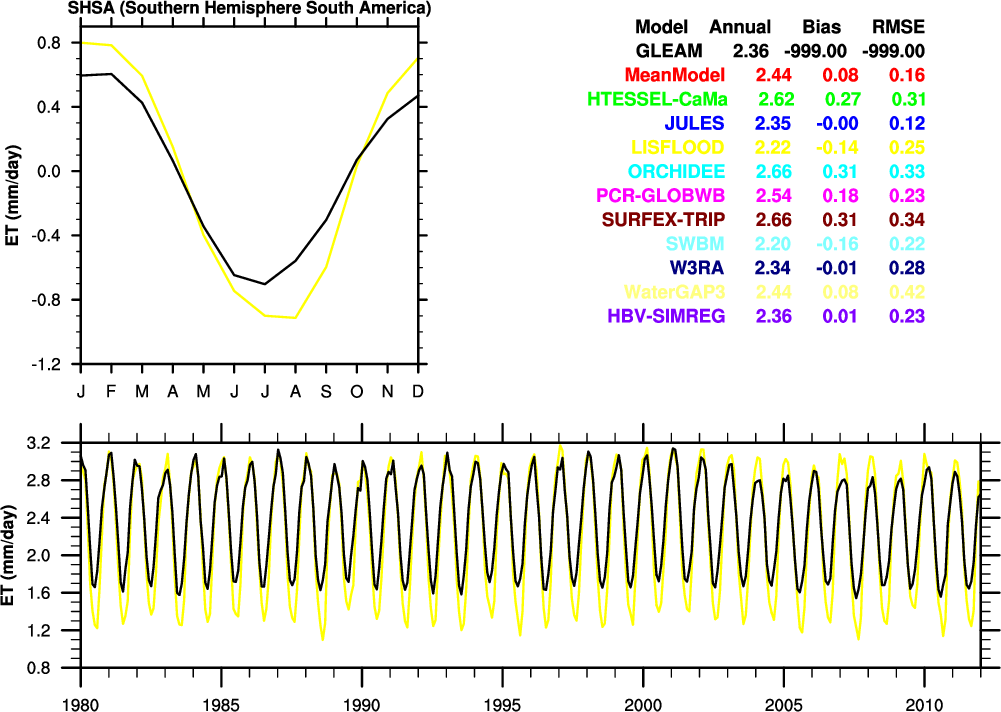 SHSA (Southern Hemisphere South America)
ET (mm/day)
0.8
0.4
0.0
-0.4
-0.8
-1.2
J F M A M J J A S O N D
Model Annual Bias RMSE
GLEAM 2.36 -999.00 -999.00
MeanModel 2.44 0.08 0.16
HTESSEL-CaMa 2.62 0.27 0.31
JULES 2.35 -0.00 0.12
LISFLOOD 2.22 -0.14 0.25
ORCHIDEE 2.66 0.31 0.33
PCR-GLOBWB 2.54 0.18 0.23
SURFEX-TRIP 2.66 0.31 0.34
SWBM 2.20 -0.16 0.22
W3RA 2.34 -0.01 0.28
WaterGAP3 2.44 0.08 0.42
HBV-SIMREG 2.36 0.01 0.23
ET (mm/day)
3.2
2.8
2.4
2.0
1.6
1.2
0.8
1980 1985 1990 1995 2000 2005 2010